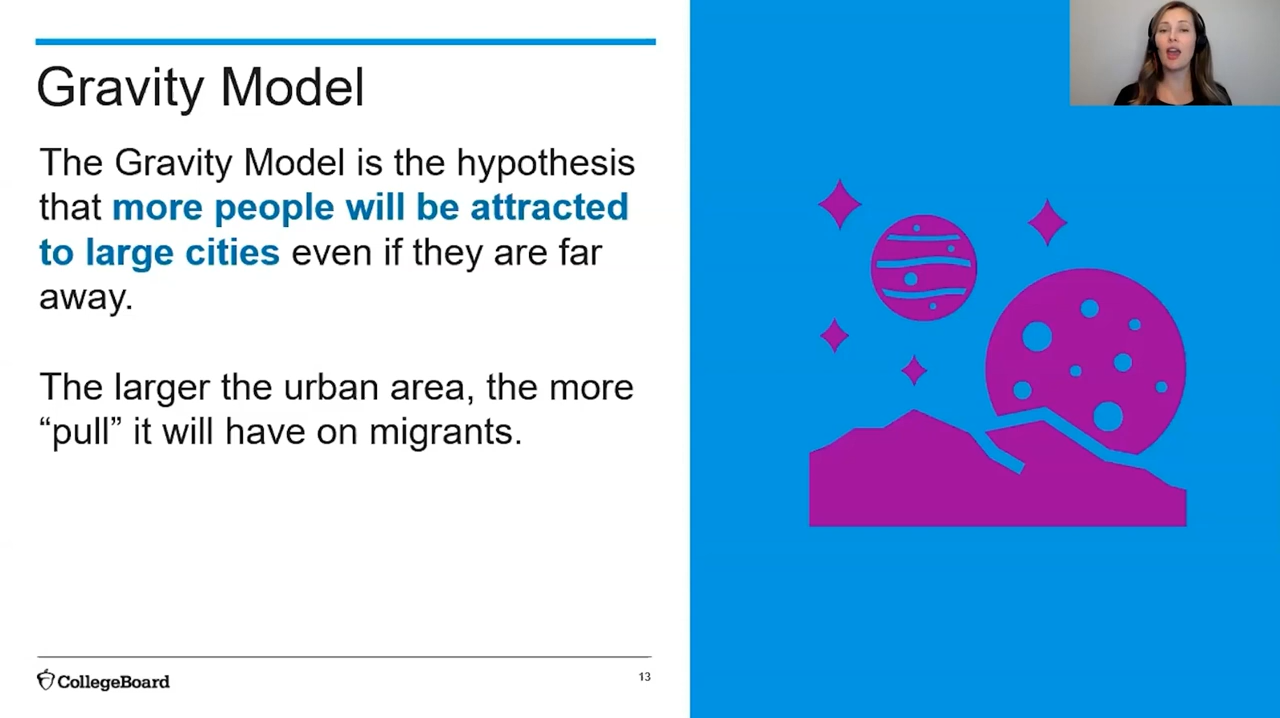 Gravity Model
The Gravity Model is the hypothesis
that more people will be attracted
to large cities even if they are far
away.
The larger the urban area, the more
“pull” it will have on migrants.
CollegeBoard
13